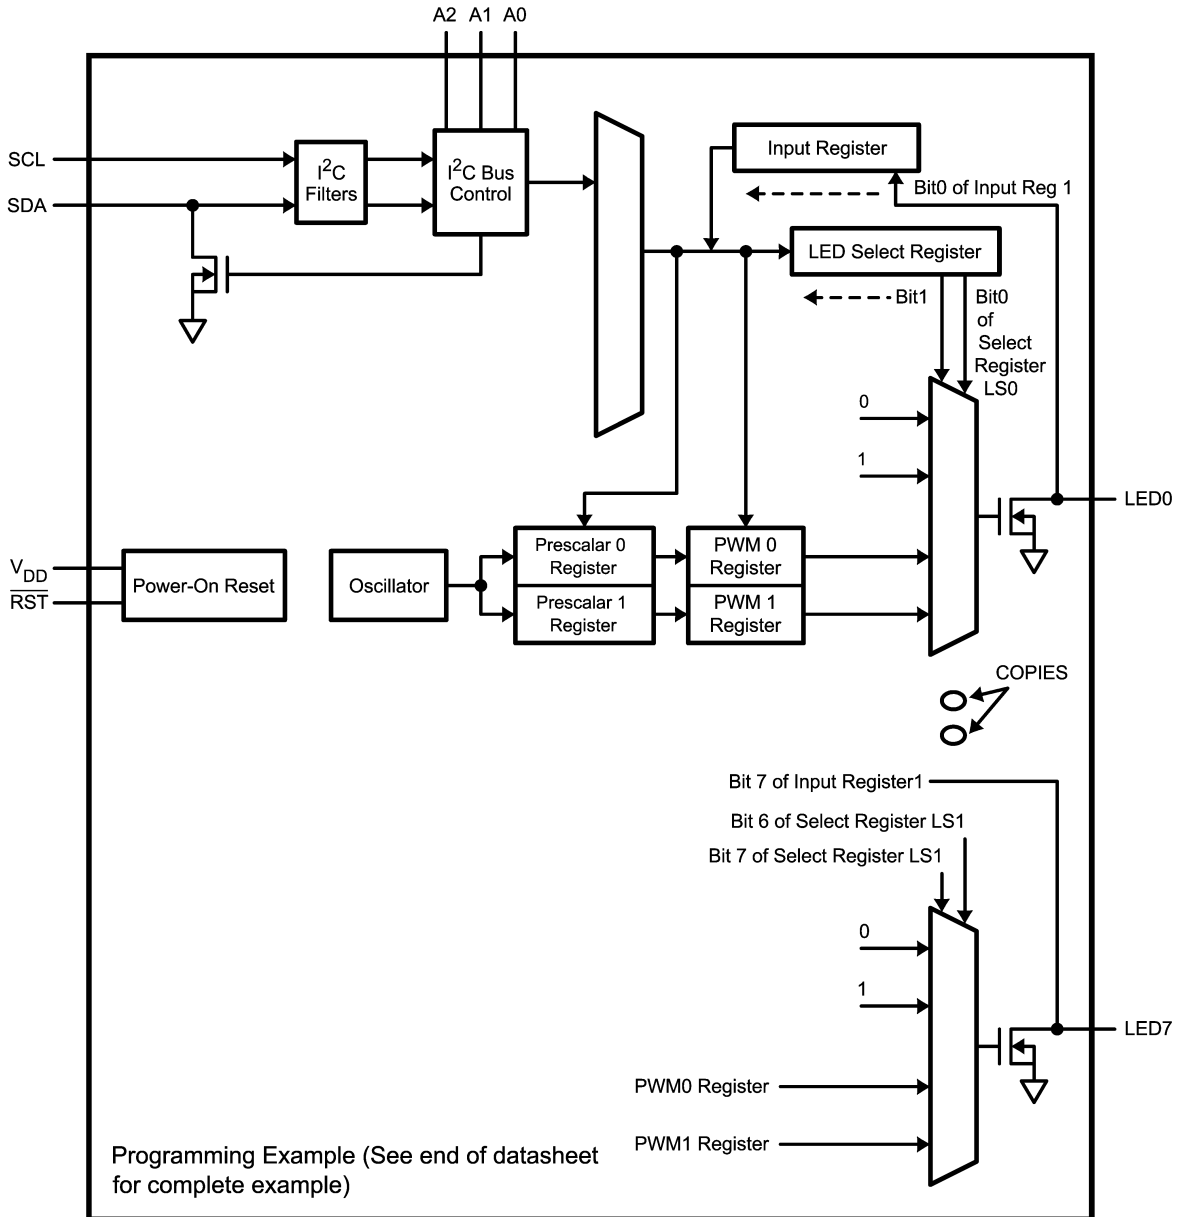 A2 A1 A0
SCL
SDA
I2C
Filters
I2C Bus
Control
Input Register
Bit0 of Input Reg 1
LED Select Register
Bit1
Bit0
of
Select
Register
LS0
0
1
LED0
VDD
RST
Power-On Reset
Oscillator
Prescalar 0
Register
Prescalar 1
Register
PWM 0
Register
PWM 1
Register
COPIES
Bit 7 of Input Register1
Bit 6 of Select Register LS1
Bit 7 of Select Register LS1
0
1
LED7
PWM0 Register
PWM1 Register
Programming Example (See end of datasheet
for complete example)